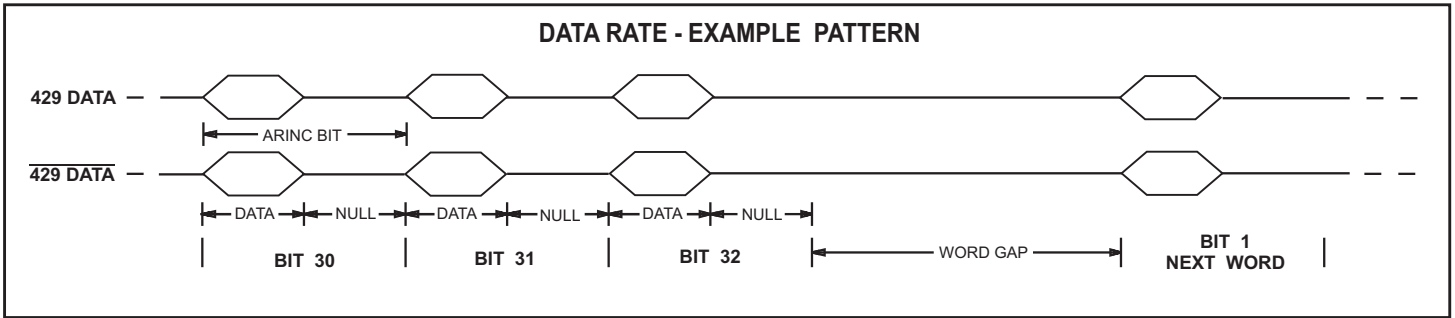 DATA RATE - EXAMPLE PATTERN
429 DATA
ARINC BIT
429 DATA
DATA NULL DATA NULL DATA NULL
BIT 30 BIT 31 BIT 32 WORD GAP BIT 1
NEXT WORD